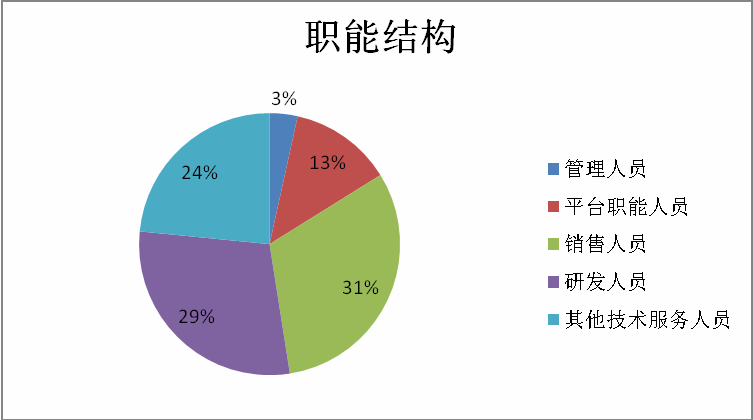 职能结构
3%
13%
24%
31%
29%
管理人员
平台职能人员
销售人员
研发人员
其他技术服务人员